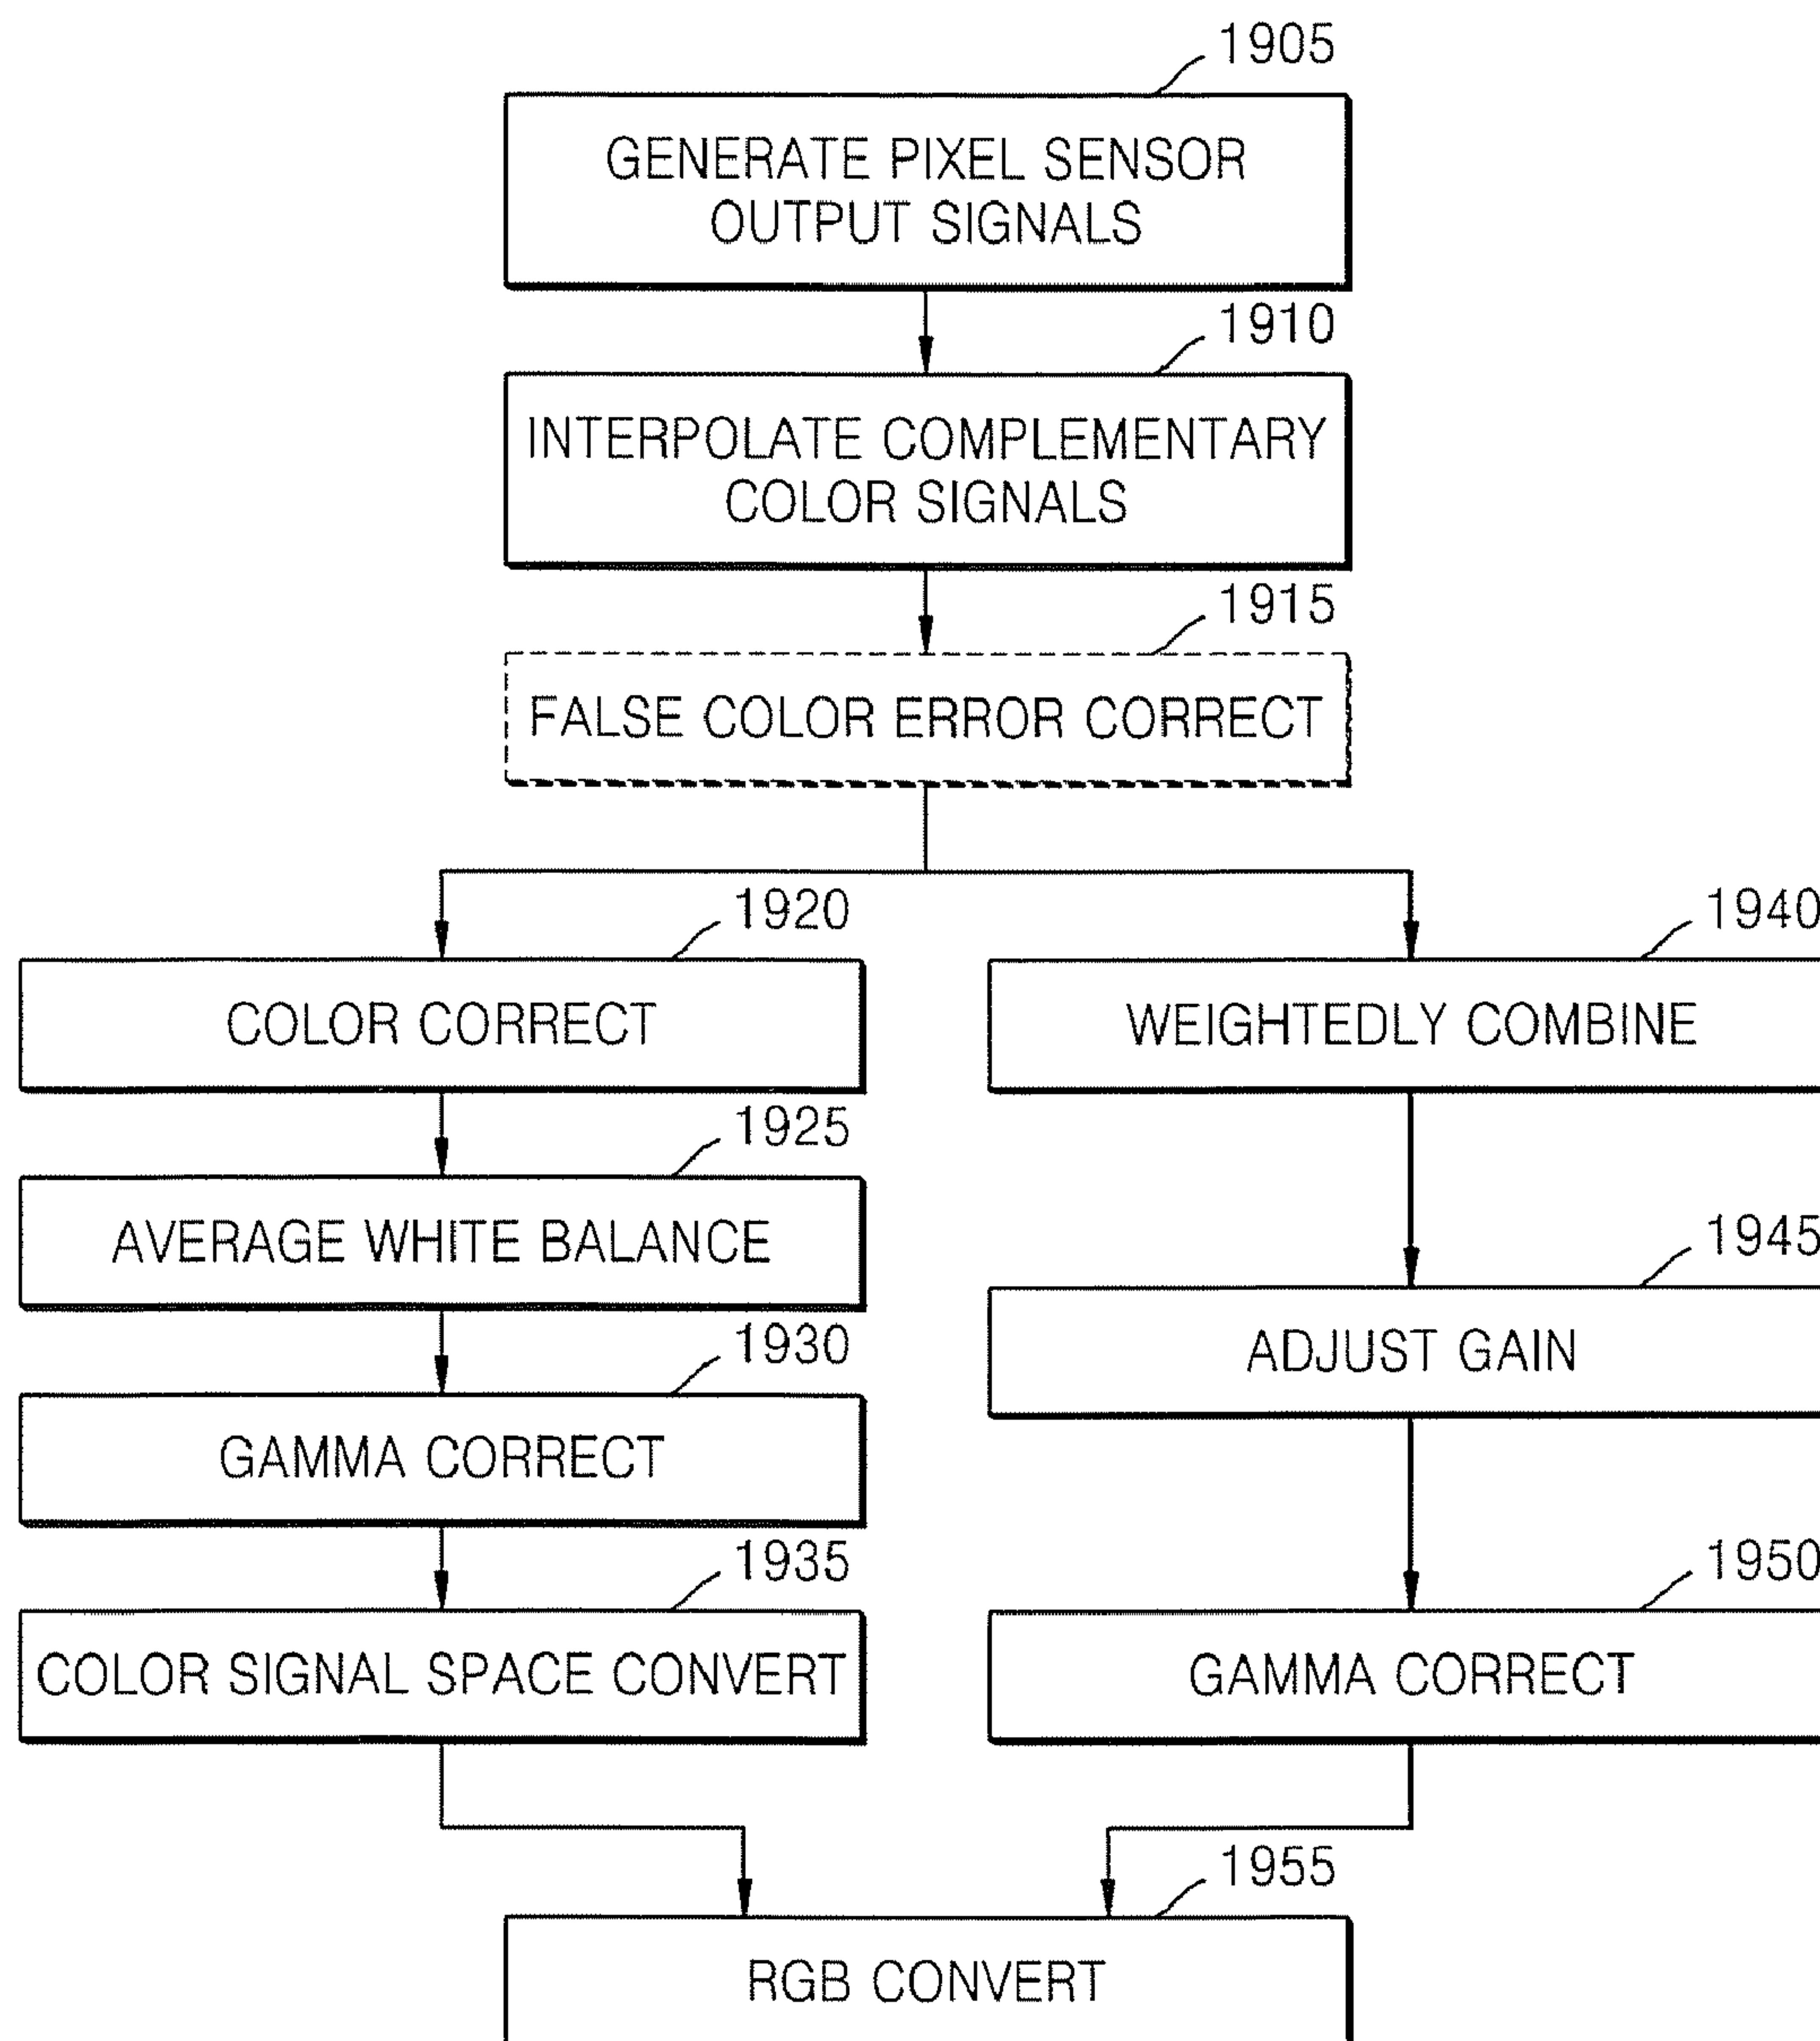 1905
GENERATE PIXEL SENSOR
OUTPUT SIGNALS
1910
INTERPOLATE COMPLEMENTARY
COLOR SIGNALS
1915
FALSE COLOR ERROR CORRECT
1920
COLOR CORRECT
1925
AVERAGE WHITE BALANCE
1930
GAMMA CORRECT
1935
COLOR SIGNAL SPACE CONVERT
1940
WEIGHTEDLY COMBINE
1945
ADJUST GAIN
1950
GAMMA CORRECT
1955
RGB CONVERT